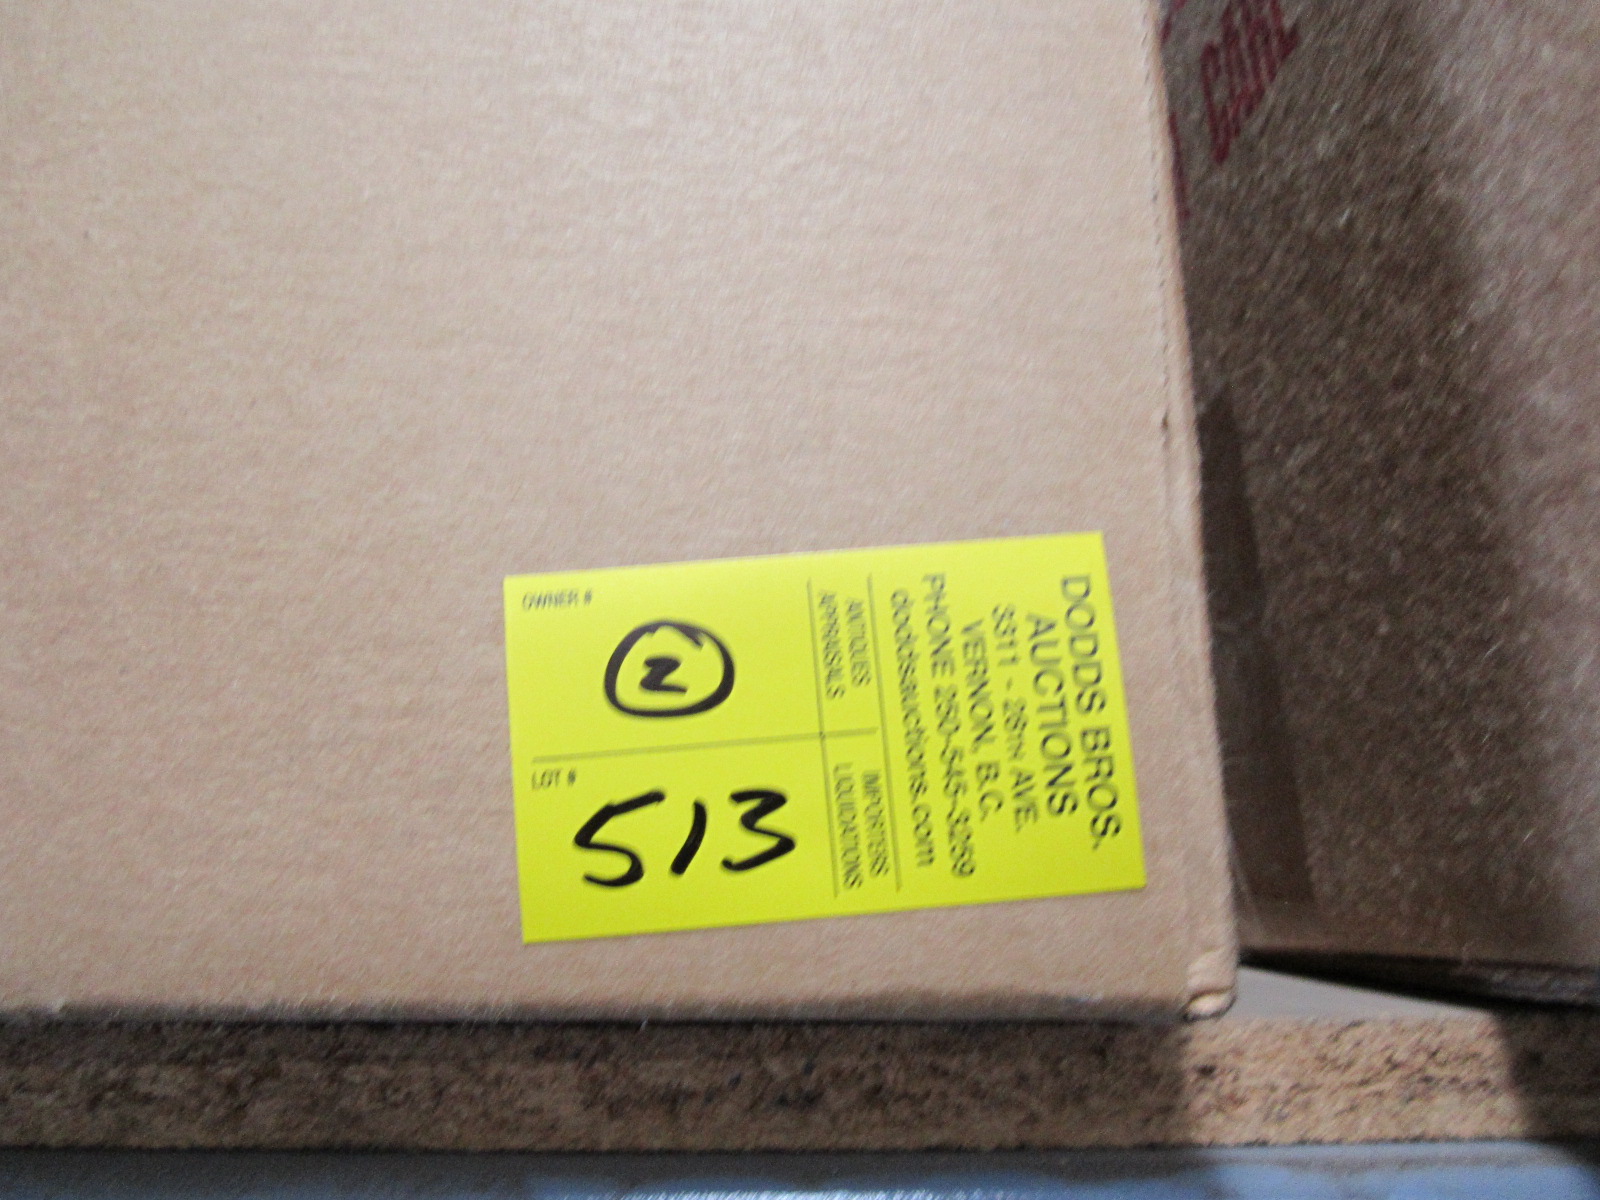 DODDS BROS.
AUCTIONS
3311 - 28TH AVE.
VERNON, B.C.
PHONE 250-545-3259
doddsauctions.com
ANTIQUES
APPRAISALS
IMPORTERS
LIQUIDATIONS
OWNER #
N
LOT #
513
CARE